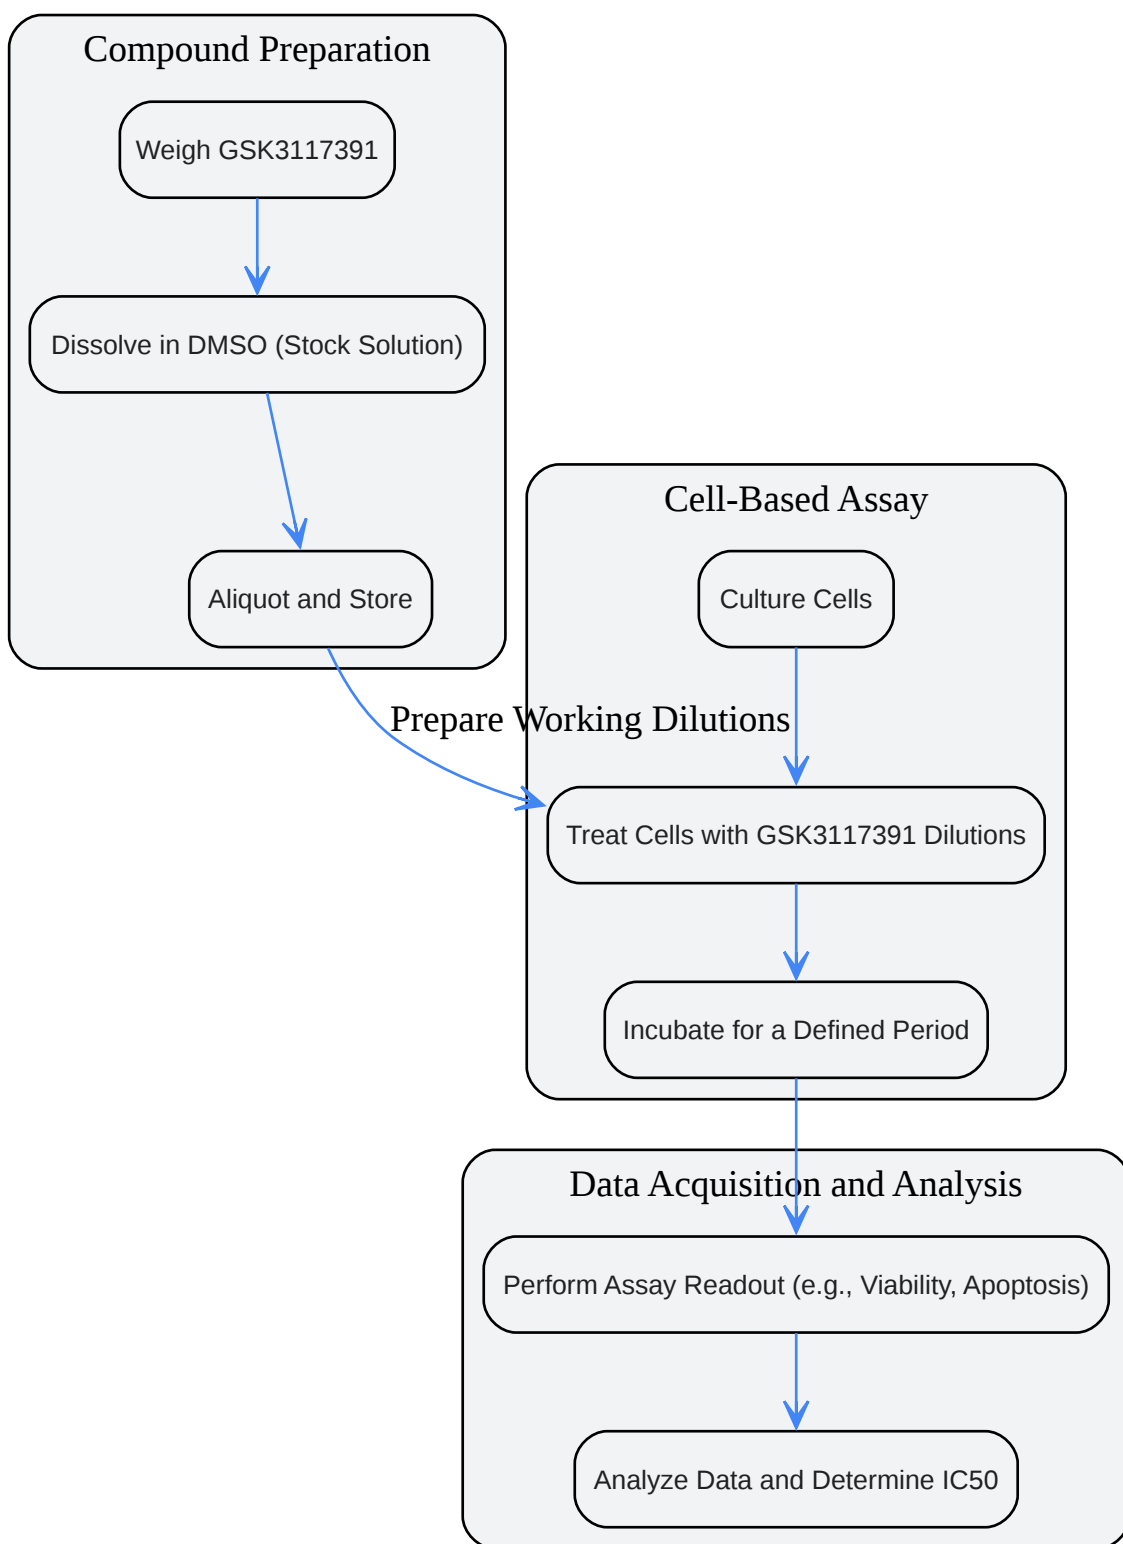 Compound Preparation
Weigh GSK3117391
Dissolve in DMSO (Stock Solution)
Aliquot and Store
Prepare Working Dilutions
Cell-Based Assay
Culture Cells
Treat Cells with GSK3117391 Dilutions
Incubate for a Defined Period
Data Acquisition and Analysis
Perform Assay Readout (e.g., Viability, Apoptosis)
Analyze Data and Determine IC50